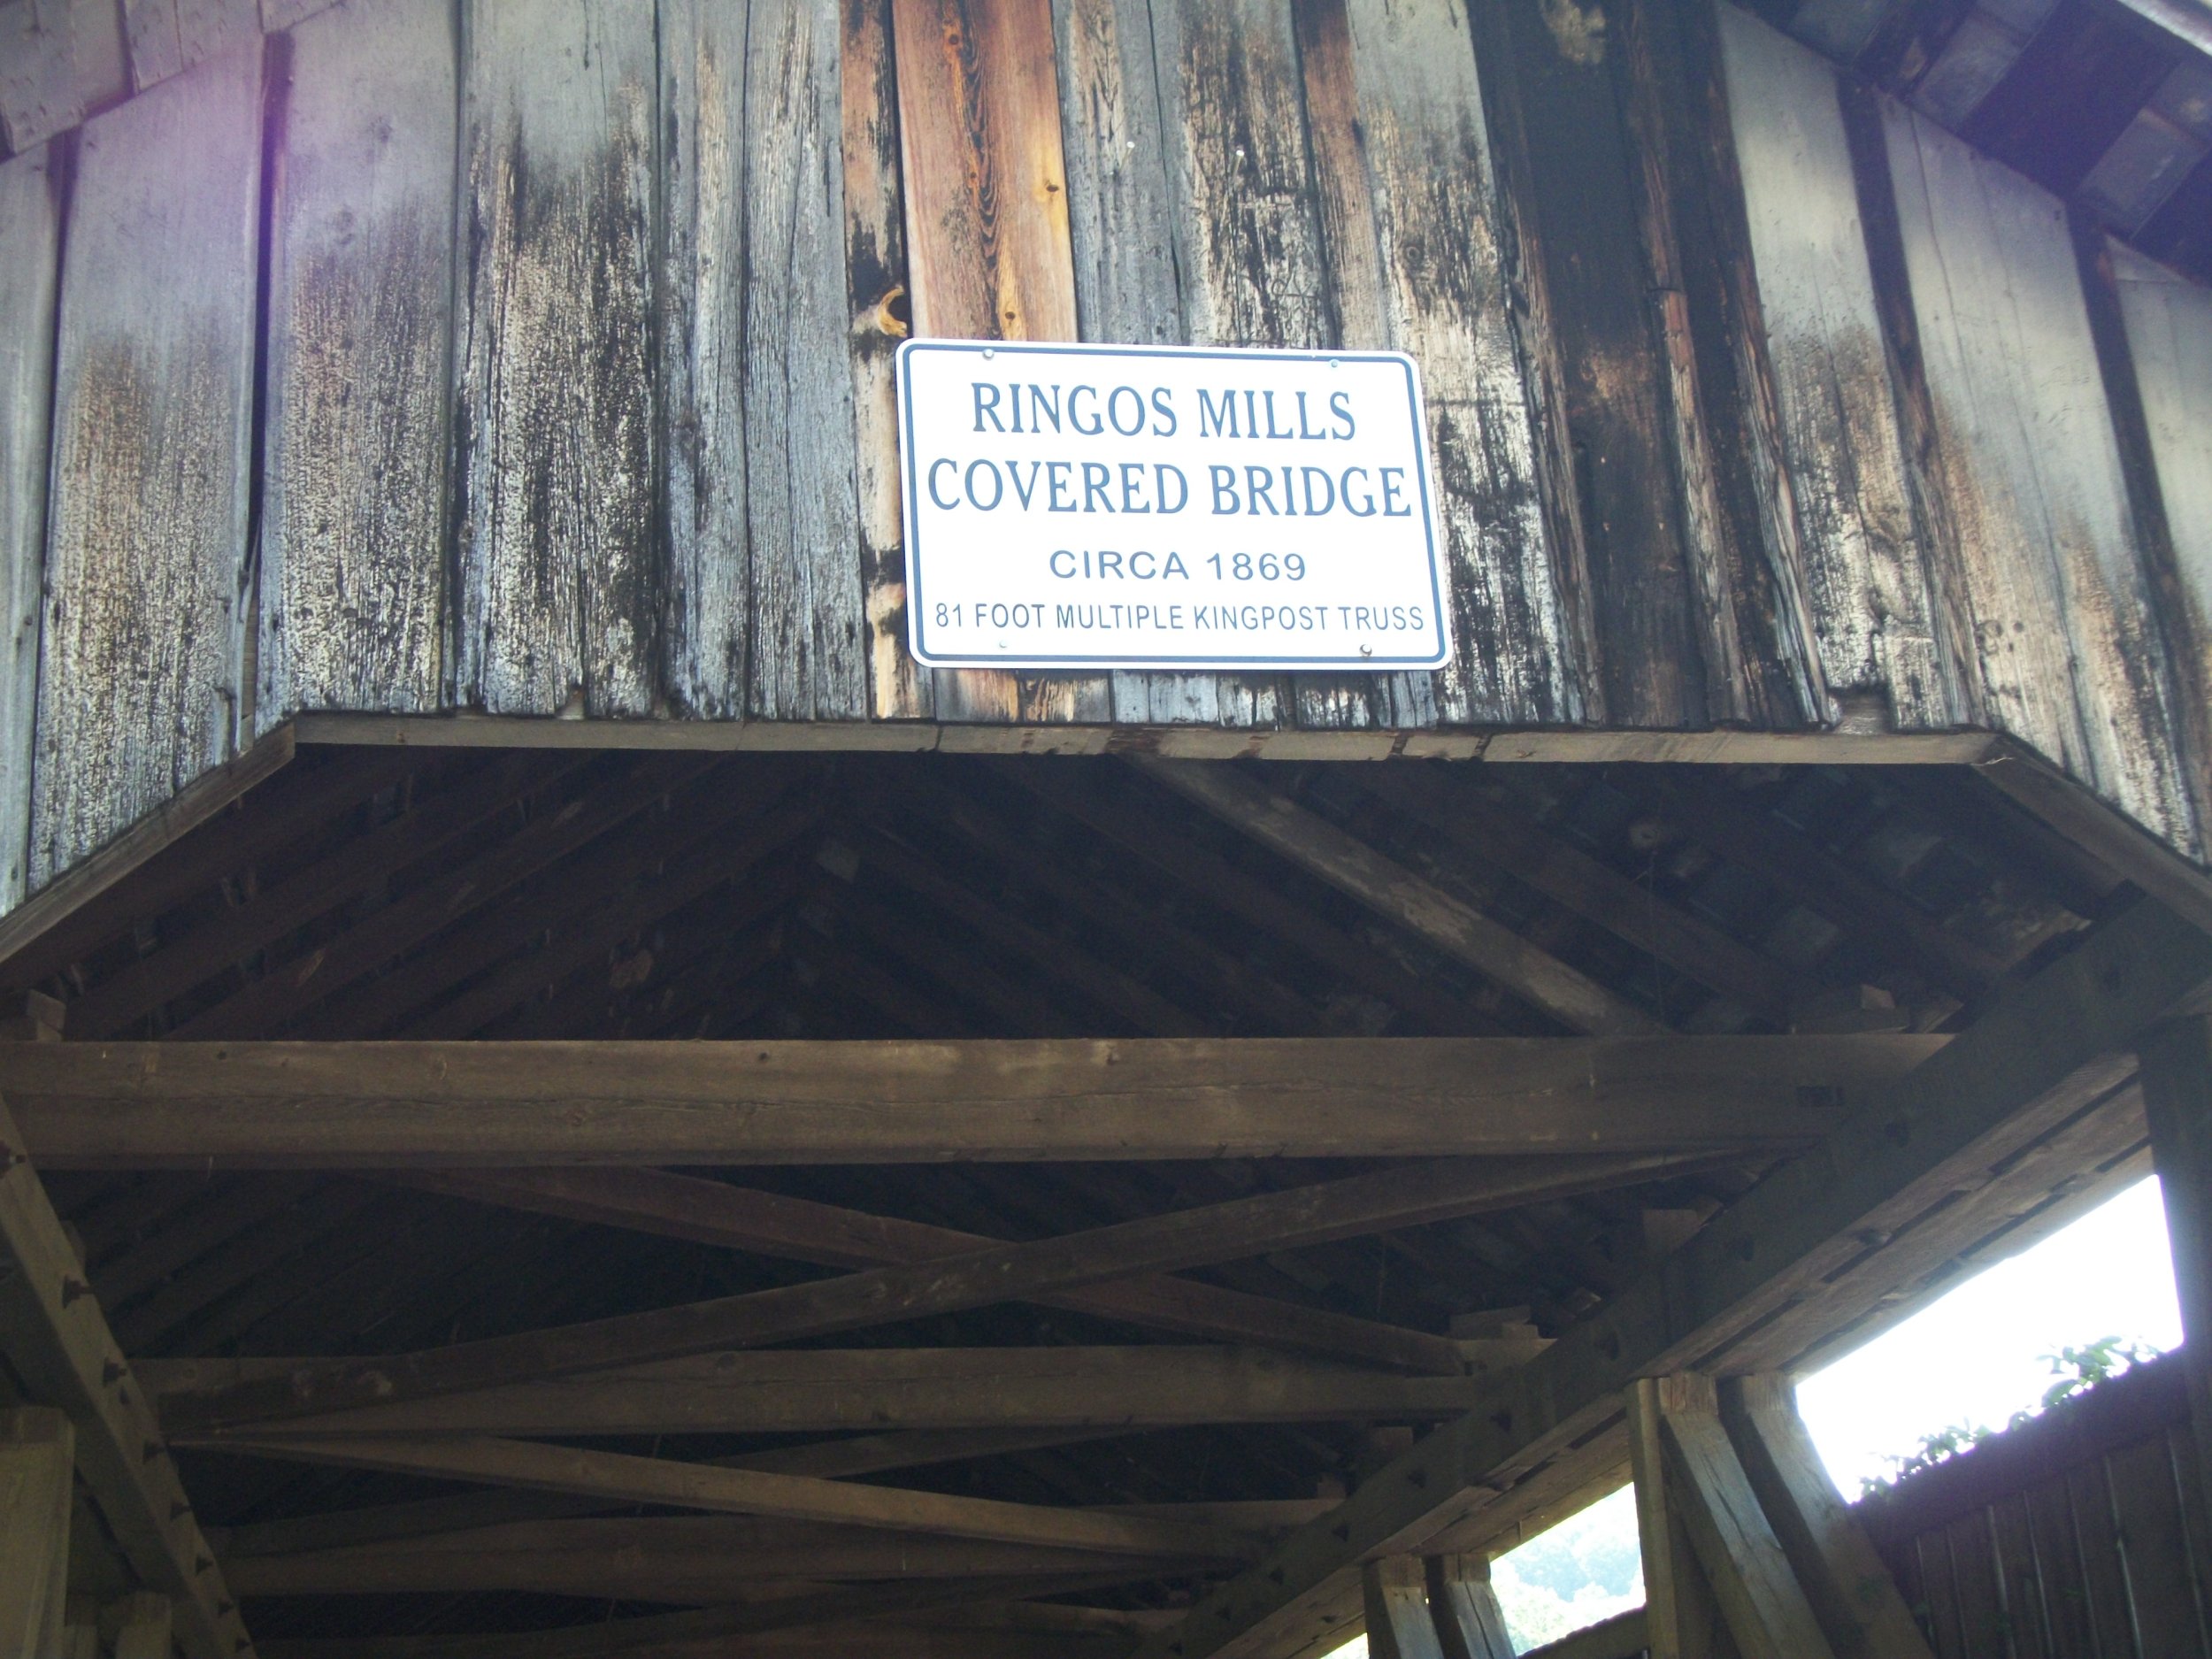 RINGOS MILLS
COVERED BRIDGE
CIRCA 1869
81 FOOT MULTIPLE KINGPOST TRUSS